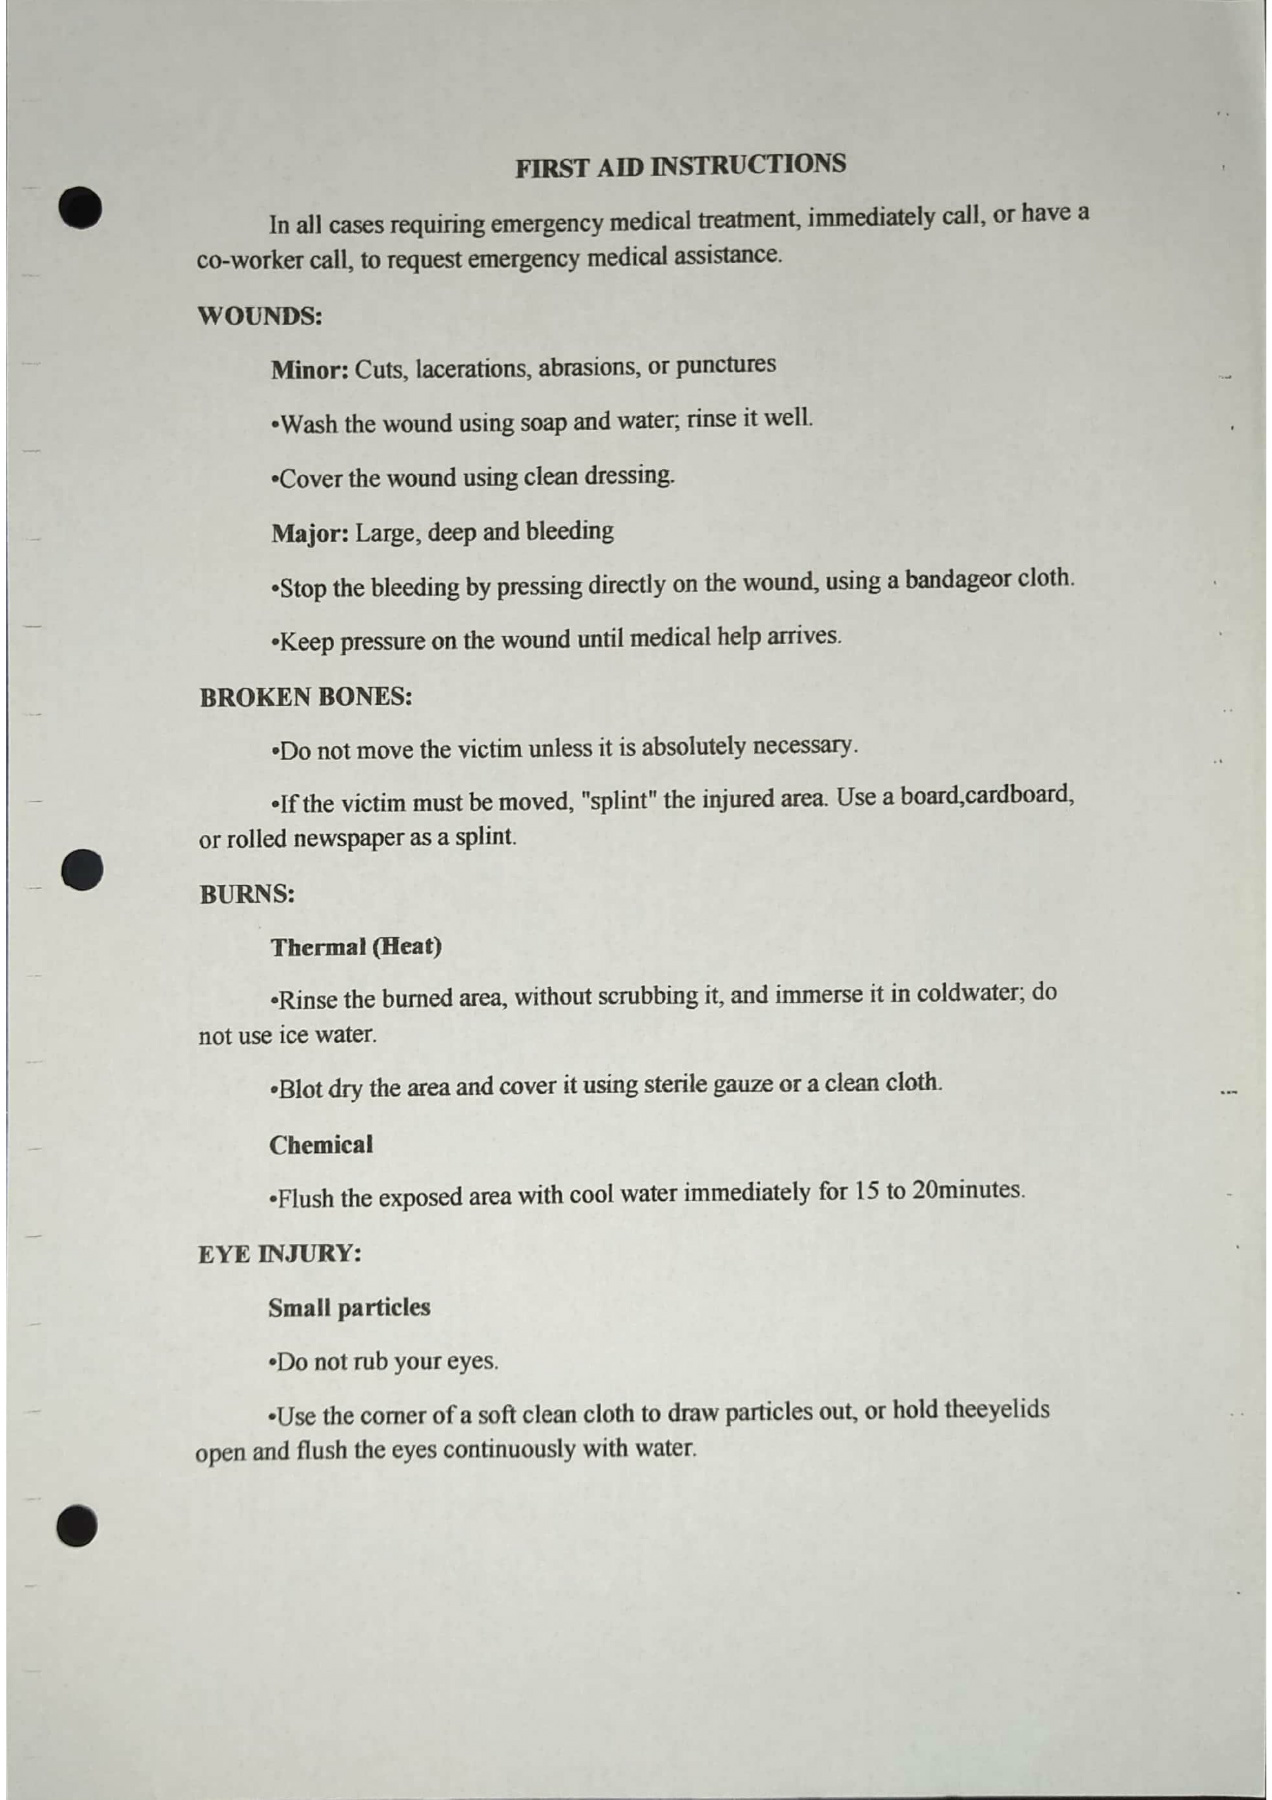 FIRST AID INSTRUCTIONS
In all cases requiring emergency medical treatment, immediately call, or have a
co-worker call, to request emergency medical assistance.
WOUNDS:
Minor: Cuts, lacerations, abrasions, or punctures
•Wash the wound using soap and water; rinse it well.
•Cover the wound using clean dressing.
Major: Large, deep and bleeding
•Stop the bleeding by pressing directly on the wound, using a bandageor cloth.
•Keep pressure on the wound until medical help arrives.
BROKEN BONES:
•Do not move the victim unless it is absolutely necessary.
•If the victim must be moved, "splint" the injured area. Use a board,cardboard,
or rolled newspaper as a splint.
BURNS:
Thermal (Heat)
•Rinse the burned area, without scrubbing it, and immerse it in coldwater; do
not use ice water.
•Blot dry the area and cover it using sterile gauze or a clean cloth.
Chemical
•Flush the exposed area with cool water immediately for 15 to 20minutes.
EYE INJURY:
Small particles
•Do not rub your eyes.
•Use the corner of a soft clean cloth to draw particles out, or hold theeyelids
open and flush the eyes continuously with water.